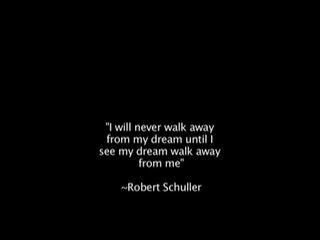 "I will never walk away
from my dream until I
see my dream walk away
from me"
~Robert Schuller